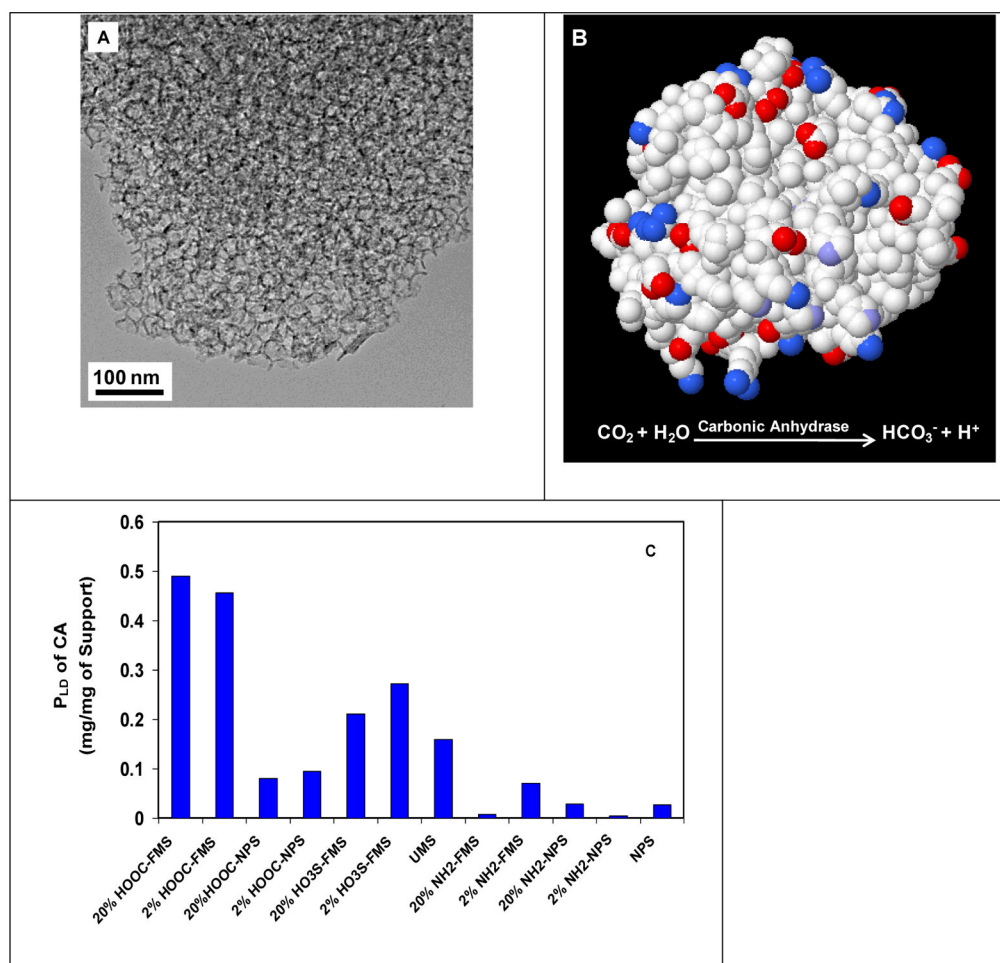 A
100 nm
B
CO₂ + H₂O Carbonic Anhydrase HCO₃⁻ + H⁺
C
P_LD of CA
(mg/mg of Support)
0.6
0.5
0.4
0.3
0.2
0.1
0
20% HOOC-FMS
2% HOOC-FMS
20%HOOC-NPS
2% HOOC-NPS
20% HO3S-FMS
2% HO3S-FMS
UMS
20% NH2-FMS
2% NH2-FMS
20% NH2-NPS
2% NH2-NPS
NPS